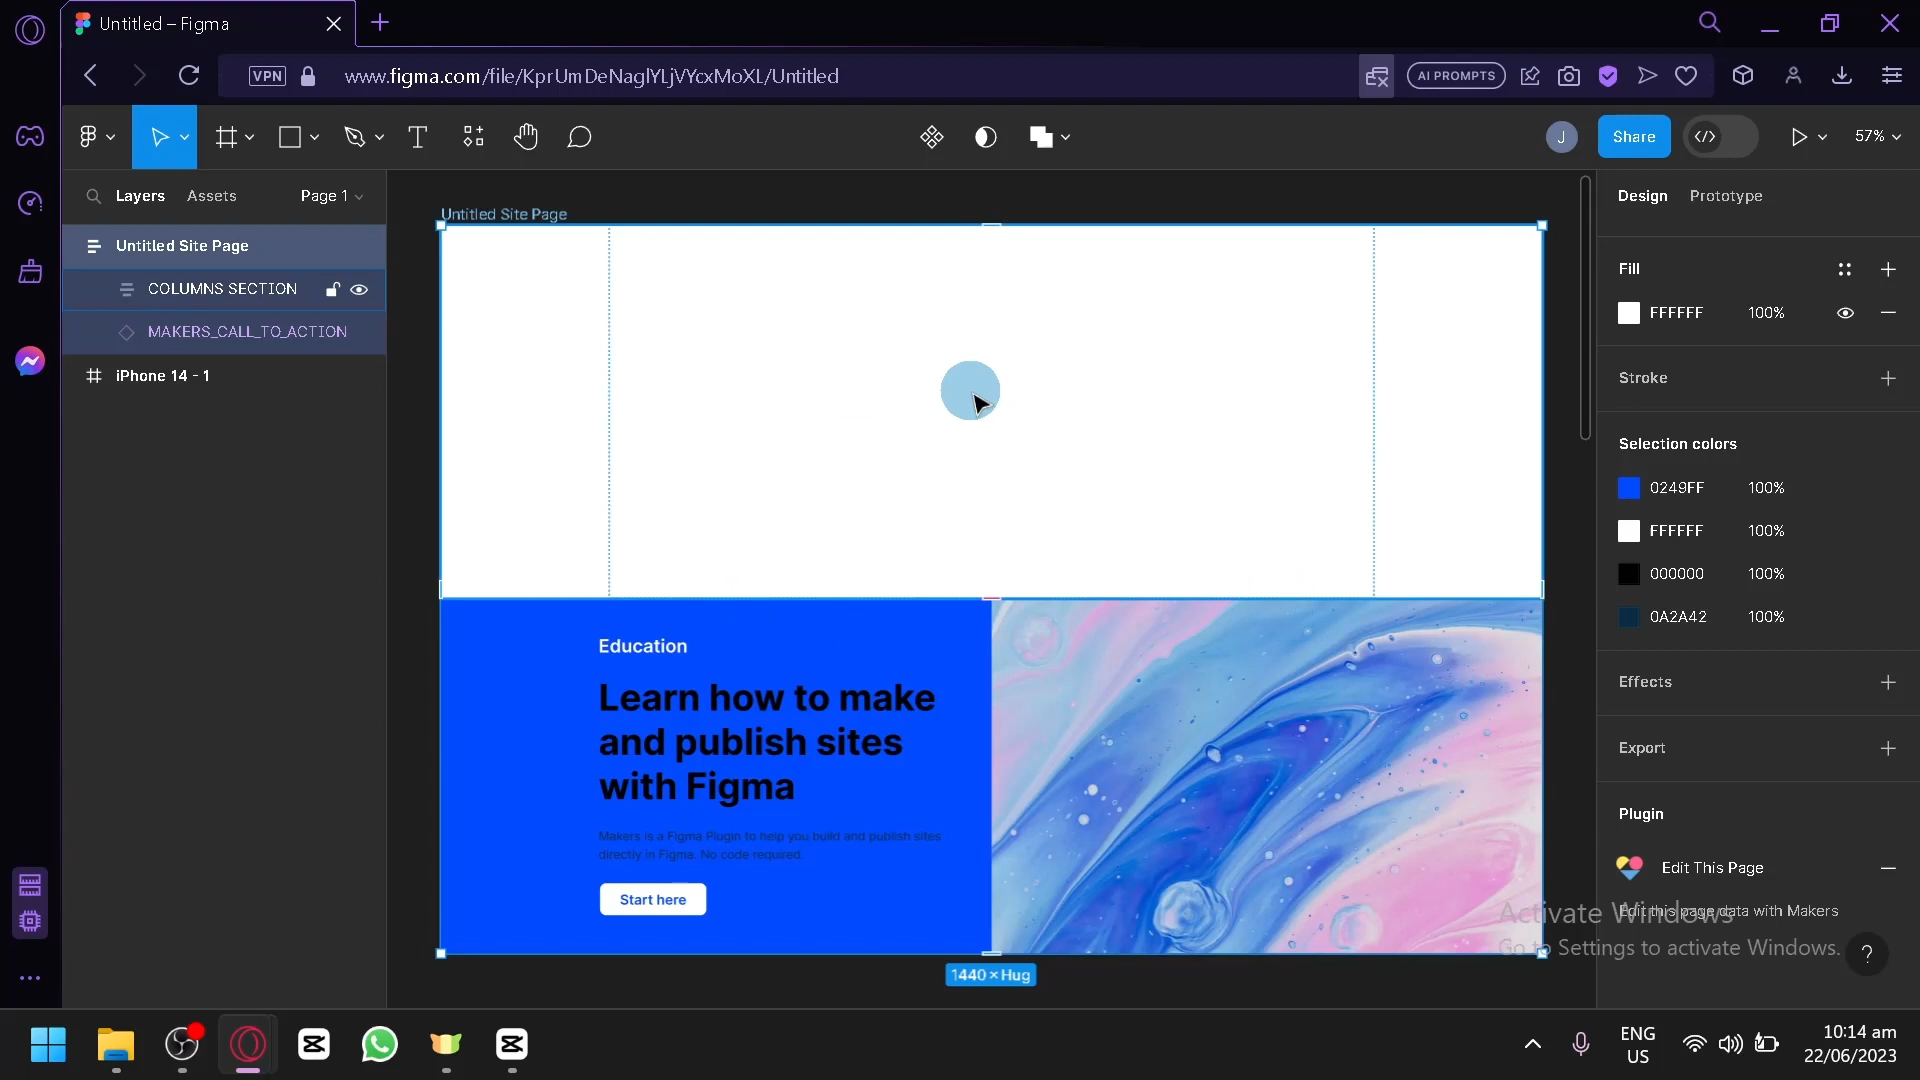 Untitled – Figma
VPN
www.figma.com/file/KprUmDeNaglYLjVYcxMoXL/Untitled
AI PROMPTS
J
Share
57%
Layers
Assets
Page 1
Design
Prototype
Untitled Site Page
COLUMNS SECTION
MAKERS_CALL_TO_ACTION
iPhone 14 - 1
Untitled Site Page
Education
Learn how to make
and publish sites
with Figma
Makers is a Figma Plugin to help you build and publish sites
directly in Figma. No code required.
Start here
1440 × Hug
Fill
FFFFFF 100%
Stroke
Selection colors
0249FF 100%
FFFFFF 100%
000000 100%
0A2A42 100%
Effects
Export
Plugin
Edit This Page
Edit this page data with Makers
Activate Windows
Go to Settings to activate Windows.
?
ENG
US
10:14 am
22/06/2023